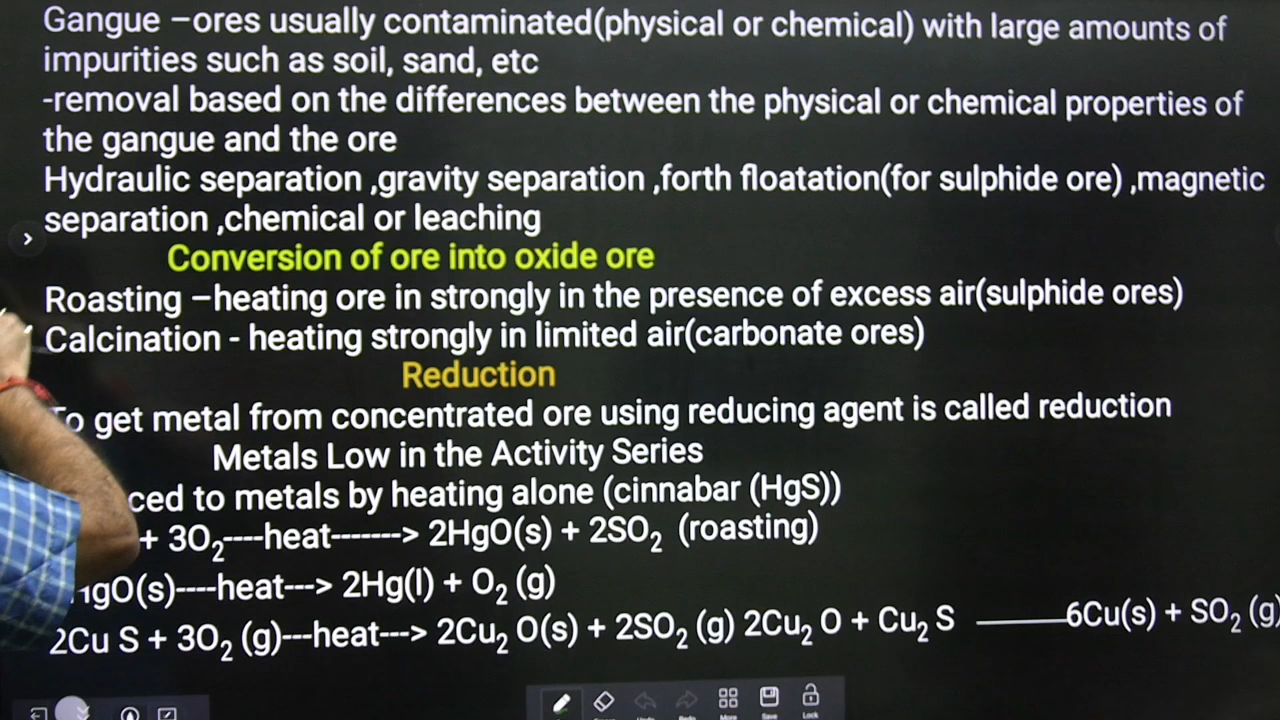 Gangue –ores usually contaminated(physical or chemical) with large amounts of
impurities such as soil, sand, etc
-removal based on the differences between the physical or chemical properties of
the gangue and the ore
Hydraulic separation ,gravity separation ,forth floatation(for sulphide ore) ,magnetic
separation ,chemical or leaching
Conversion of ore into oxide ore
Roasting –heating ore in strongly in the presence of excess air(sulphide ores)
Calcination - heating strongly in limited air(carbonate ores)
Reduction
To get metal from concentrated ore using reducing agent is called reduction
Metals Low in the Activity Series
ced to metals by heating alone (cinnabar (HgS))
+ 3O₂----heat-------> 2HgO(s) + 2SO₂ (roasting)
HgO(s)----heat---> 2Hg(l) + O₂ (g)
2Cu S + 3O₂ (g)---heat---> 2Cu₂ O(s) + 2SO₂ (g) 2Cu₂ O + Cu₂ S ———6Cu(s) + SO₂ (g)
More Save Lock